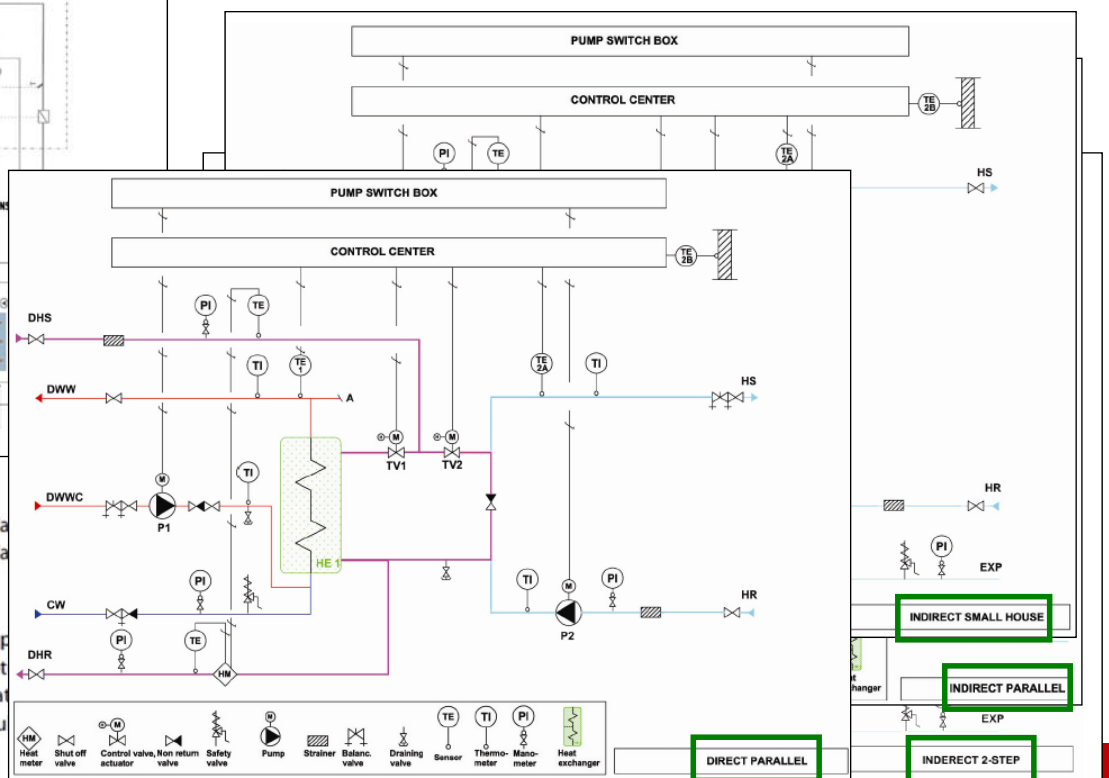 PUMP SWITCH BOX
CONTROL CENTER
TE 2B
PI
TE
TE 2A
HS
HR
PI
EXP
INDIRECT SMALL HOUSE
INDIRECT PARALLEL
EXP
INDERECT 2-STEP
PUMP SWITCH BOX
CONTROL CENTER
TE 2B
DHS
PI
TE
TI
TE 1
TE 2A
TI
DWW
A
HS
M
M
TV1
TV2
DWWC
M
P1
TI
HE 1
CW
PI
TI
M
P2
PI
HR
DHR
PI
TE
HM
HM
Heat meter
Shut off valve
M
Control valve, actuator
Non return valve
Safety valve
M
Pump
Strainer
Balanc. valve
Draining valve
TE
Sensor
TI
Thermo-
meter
PI
Mano-
meter
Heat exchanger
DIRECT PARALLEL